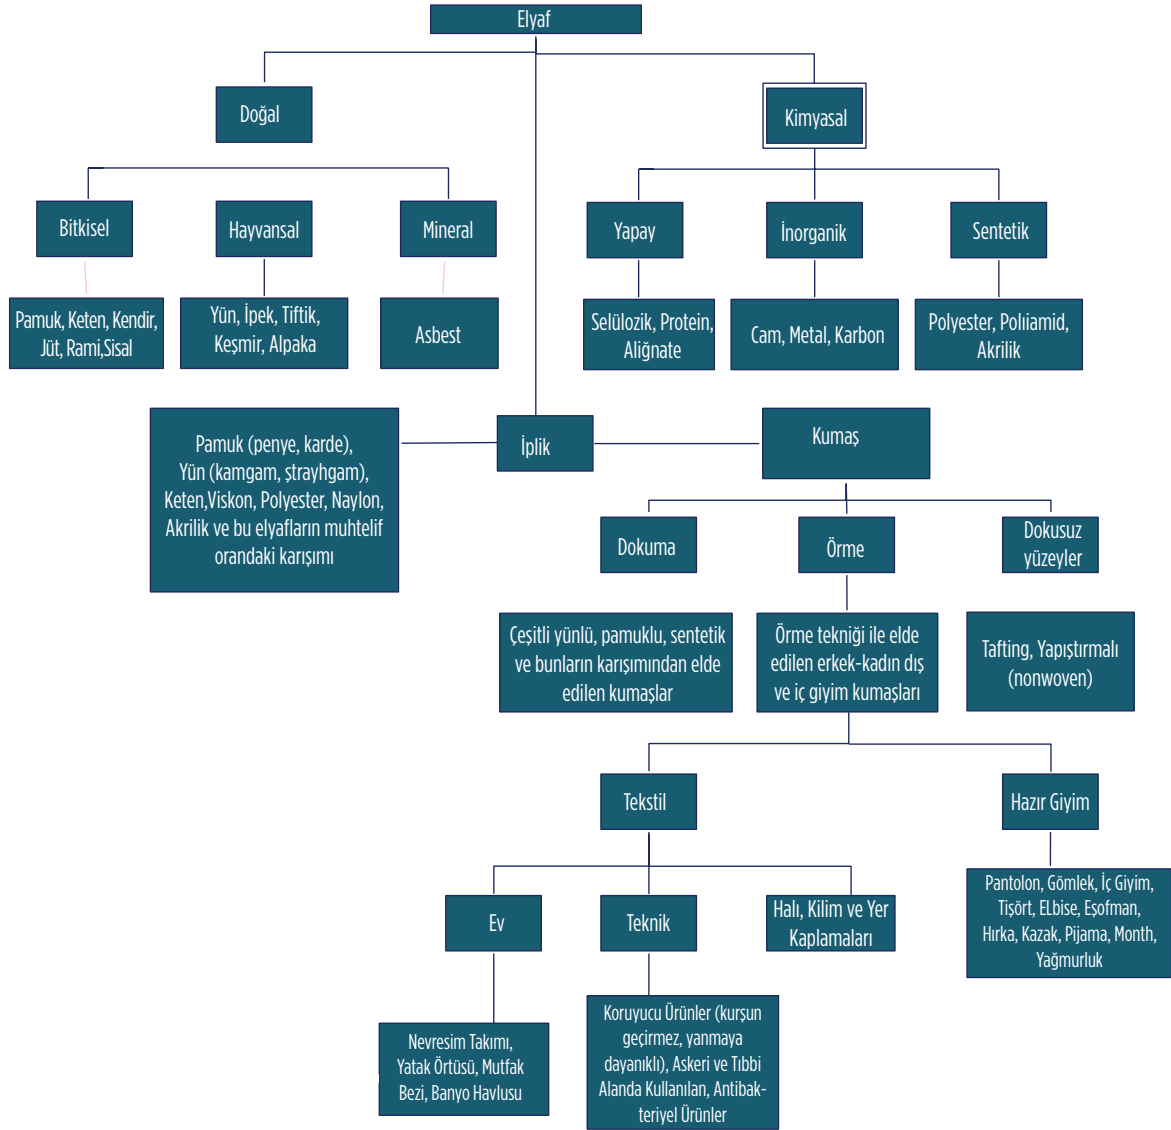 Elyaf
Doğal
Kimyasal
Bitkisel
Hayvansal
Mineral
Yapay
İnorganik
Sentetik
Pamuk, Keten, Kendir,
Jüt, Rami,Sisal
Yün, İpek, Tiftik,
Keşmir, Alpaka
Asbest
Selülozik, Protein,
Aliğnate
Cam, Metal, Karbon
Polyester, Polıiamid,
Akrilik
Pamuk (penye, karde),
Yün (kamgam, ştrayhgam),
Keten,Viskon, Polyester, Naylon,
Akrilik ve bu elyafların muhtelif
orandaki karışımı
İplik
Kumaş
Dokuma
Örme
Dokusuz
yüzeyler
Çeşitli yünlü, pamuklu, sentetik
ve bunların karışımından elde
edilen kumaşlar
Örme tekniği ile elde
edilen erkek-kadın dış
ve iç giyim kumaşları
Tafting, Yapıştırmalı
(nonwoven)
Tekstil
Hazır Giyim
Ev
Teknik
Halı, Kilim ve Yer
Kaplamaları
Pantolon, Gömlek, İç Giyim,
Tişört, ELbise, Eşofman,
Hırka, Kazak, Pijama, Month,
Yağmurluk
Nevresim Takımı,
Yatak Örtüsü, Mutfak
Bezi, Banyo Havlusu
Koruyucu Ürünler (kurşun
geçirmez, yanmaya
dayanıklı), Askeri ve Tıbbi
Alanda Kullanılan, Antibak-
teriyel Ürünler